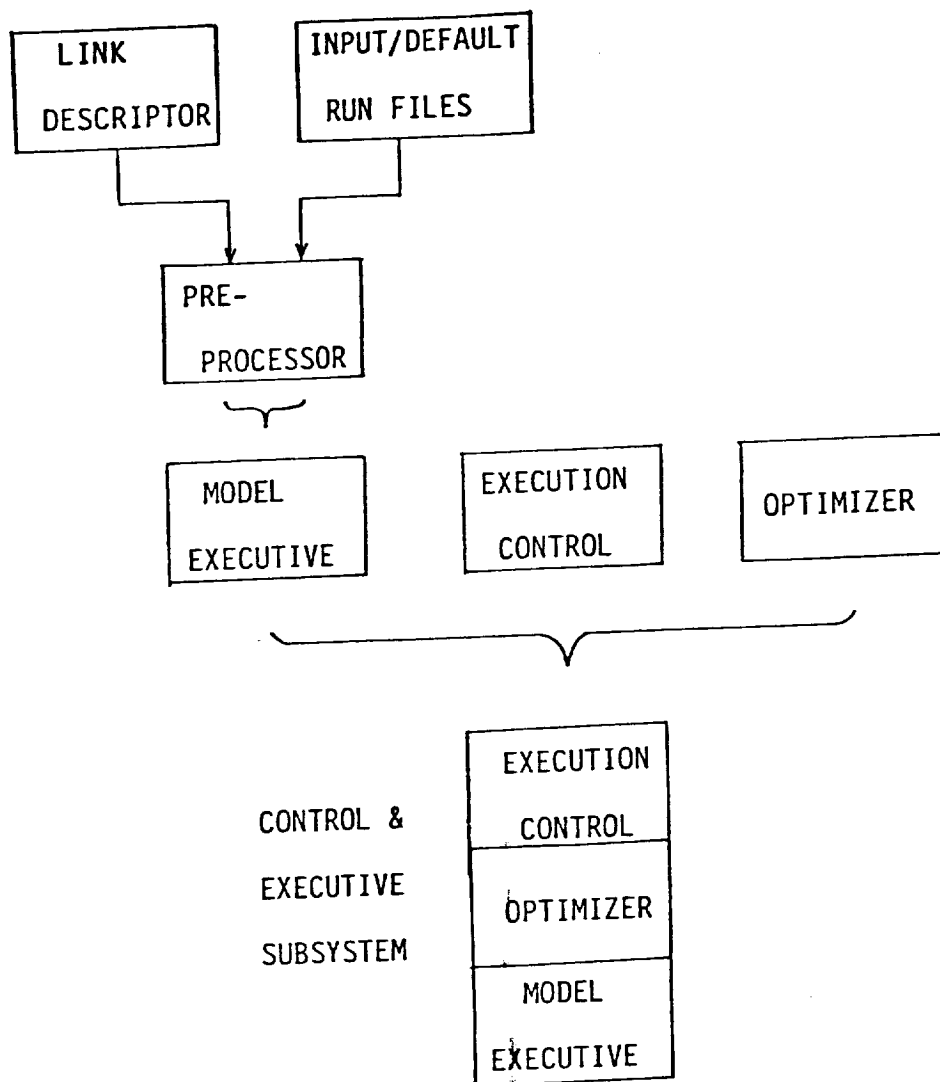 LINK
DESCRIPTOR
INPUT/DEFAULT
RUN FILES
PRE-
PROCESSOR
MODEL
EXECUTIVE
EXECUTION
CONTROL
OPTIMIZER
CONTROL &
EXECUTIVE
SUBSYSTEM
EXECUTION
CONTROL
OPTIMIZER
MODEL
EXECUTIVE